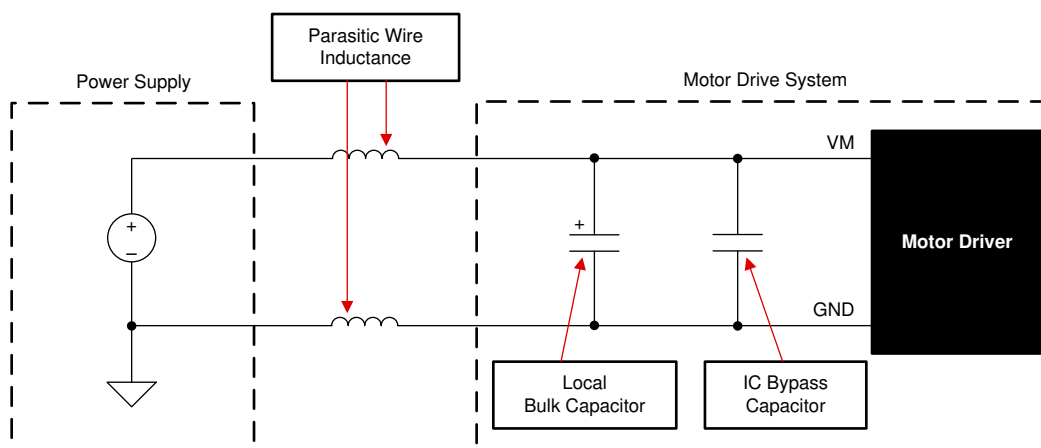 Parasitic Wire
Inductance
Power Supply
Motor Drive System
VM
+
–
+
Motor Driver
GND
Local
Bulk Capacitor
IC Bypass
Capacitor